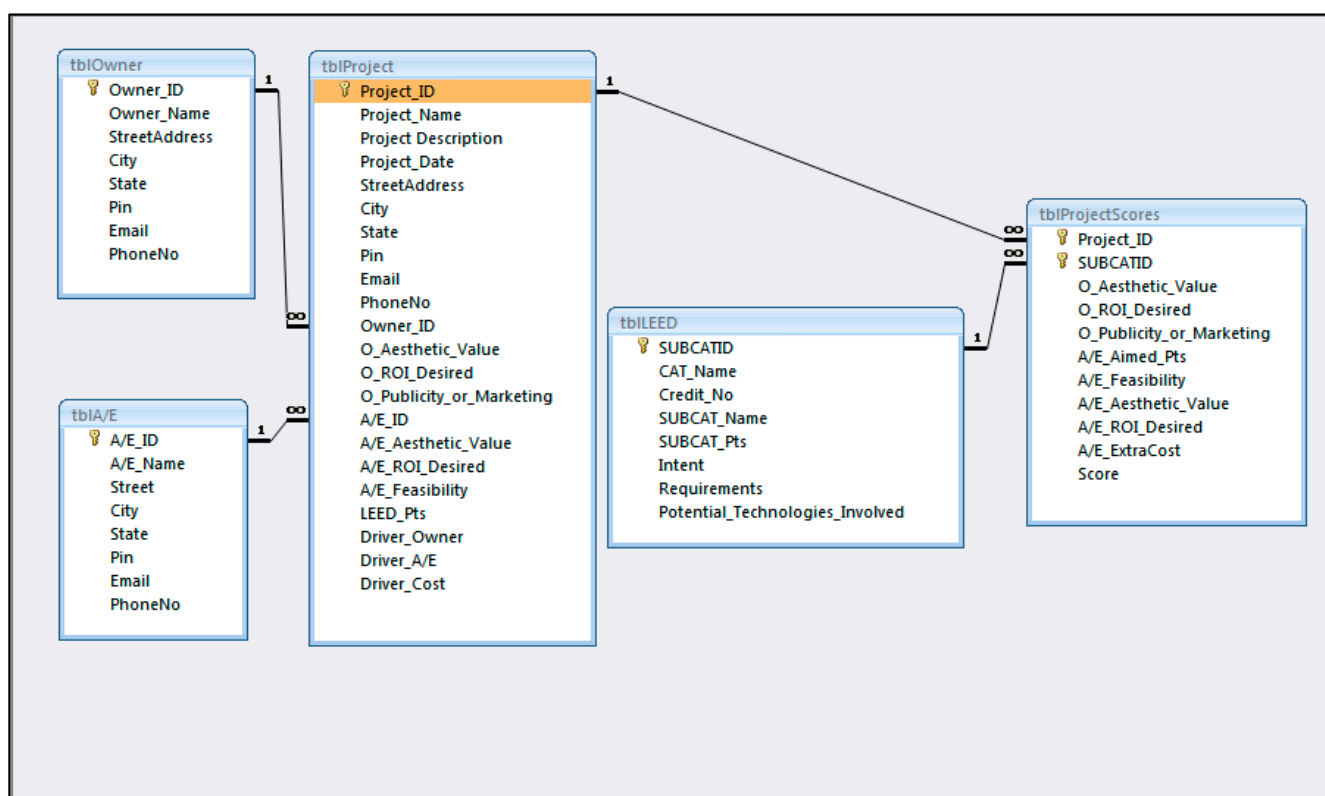 tblOwner
Owner_ID
Owner_Name
StreetAddress
City
State
Pin
Email
PhoneNo
1
∞
tblProject
Project_ID
Project_Name
Project Description
Project_Date
StreetAddress
City
State
Pin
Email
PhoneNo
Owner_ID
O_Aesthetic_Value
O_ROI_Desired
O_Publicity_or_Marketing
A/E_ID
A/E_Aesthetic_Value
A/E_ROI_Desired
A/E_Feasibility
LEED_Pts
Driver_Owner
Driver_A/E
Driver_Cost
1
∞
tblA/E
A/E_ID
A/E_Name
Street
City
State
Pin
Email
PhoneNo
1
∞
tblLEED
SUBCATID
CAT_Name
Credit_No
SUBCAT_Name
SUBCAT_Pts
Intent
Requirements
Potential_Technologies_Involved
1
∞
tblProjectScores
Project_ID
SUBCATID
O_Aesthetic_Value
O_ROI_Desired
O_Publicity_or_Marketing
A/E_Aimed_Pts
A/E_Feasibility
A/E_Aesthetic_Value
A/E_ROI_Desired
A/E_ExtraCost
Score